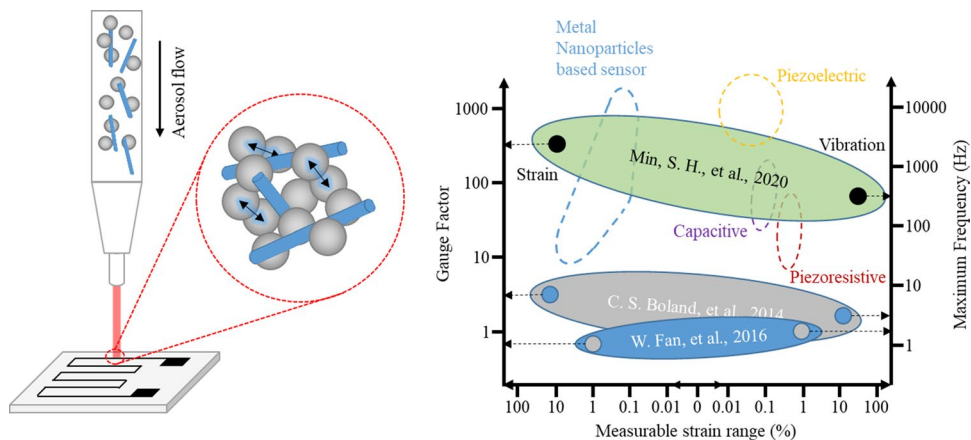 Aerosol flow
Metal
Nanoparticles
based sensor
Piezoelectric
1000
100
10
1
Gauge Factor
10000
1000
100
10
1
Maximum Frequency (Hz)
Vibration
Strain
Min, S. H., et al., 2020
Capacitive
Piezoresistive
C. S. Boland, et al., 2014
W. Fan, et al., 2016
100 10 1 0.1 0.01 0 0.01 0.1 1 10 100
Measurable strain range (%)